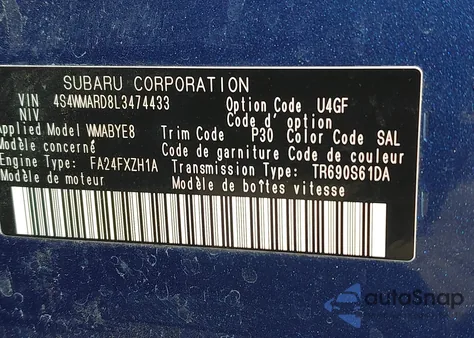 SUBARU CORPORATION
VIN 4S4WMARD8L3474433 Option Code U4GF
NIV Code d'option
Applied Model WMABYE8 Trim Code P30 Color Code SAL
Modèle concerné Code de garniture Code de couleur
Engine Type FA24FXZH1A Transmission Type TR690S61DA
Modèle de moteur Modèle de boîtes vitesse
autoSnap